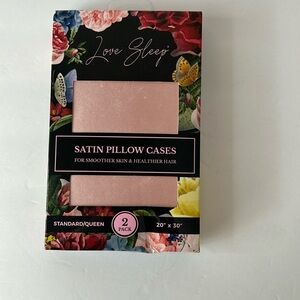 Love Sleep
SATIN PILLOW CASES
FOR SMOOTHER SKIN & HEALTHIER HAIR
STANDARD/QUEEN
2
PACK
20" x 30"